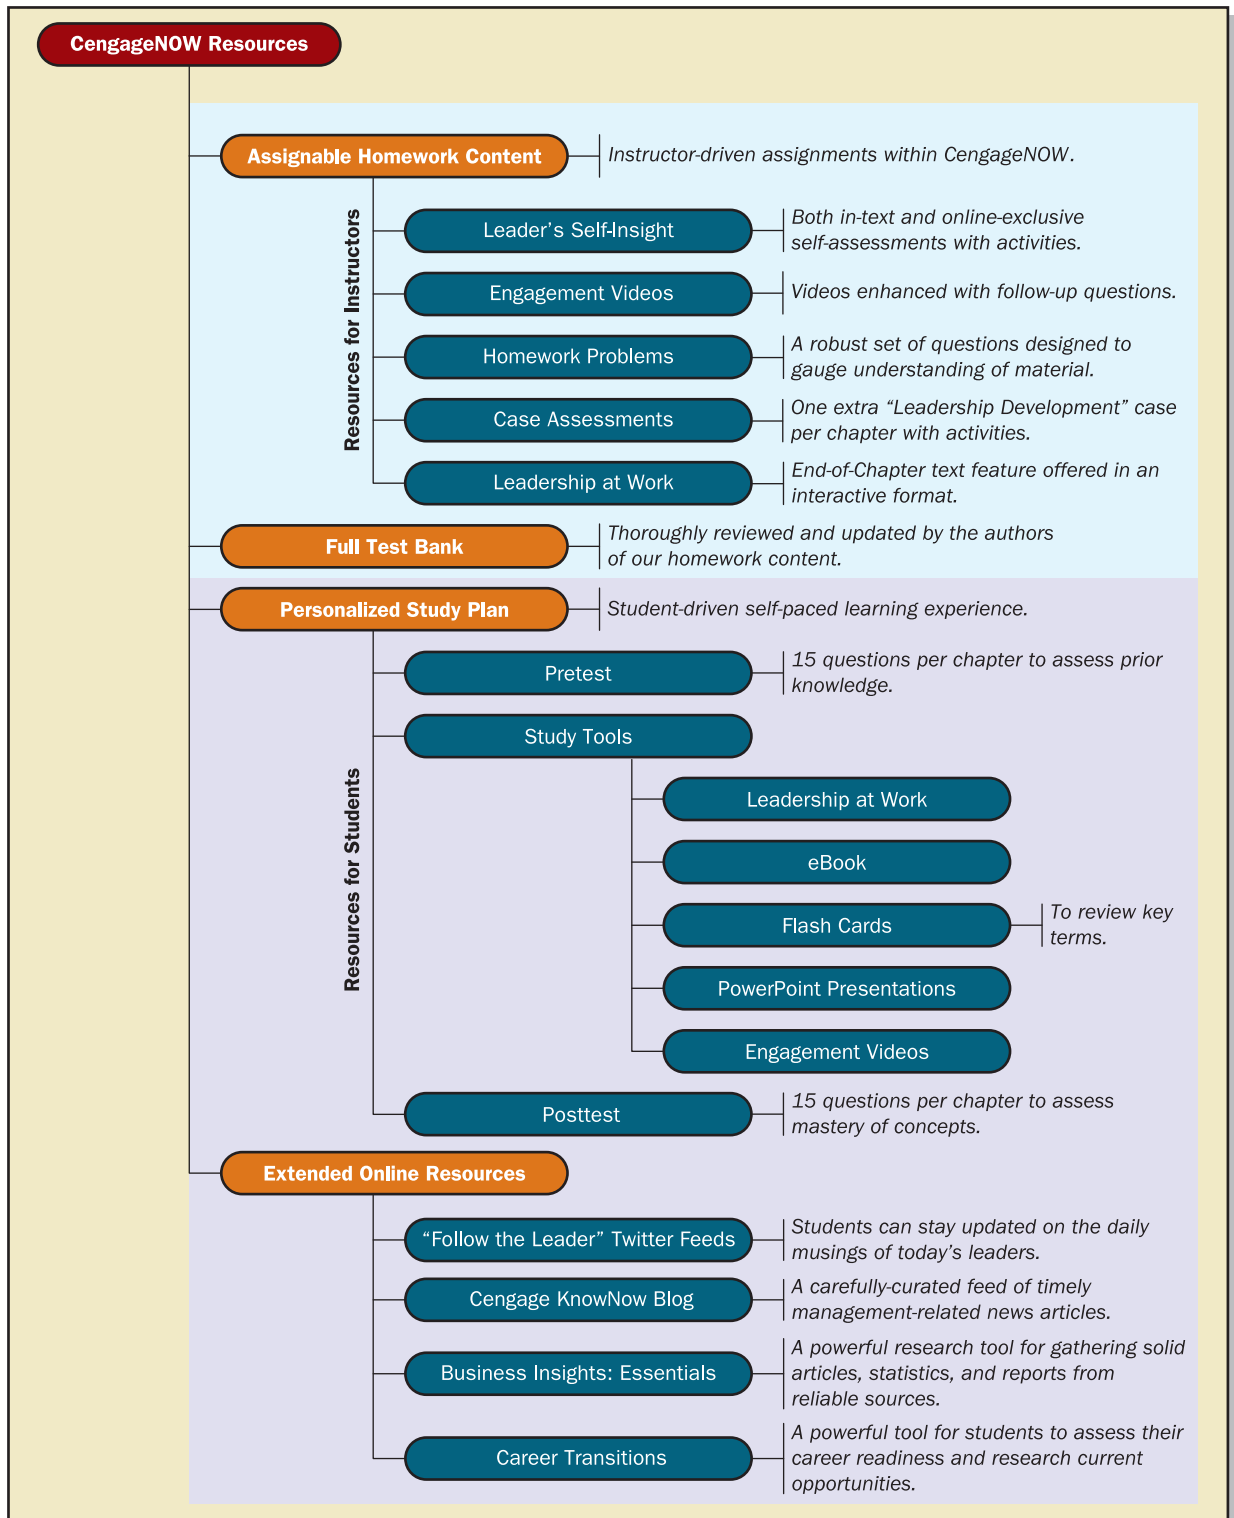 CengageNOW Resources
Resources for Instructors
Assignable Homework Content
Instructor-driven assignments within CengageNOW.
Leader's Self-Insight
Both in-text and online-exclusive
self-assessments with activities.
Engagement Videos
Videos enhanced with follow-up questions.
Homework Problems
A robust set of questions designed to
gauge understanding of material.
Case Assessments
One extra “Leadership Development” case
per chapter with activities.
Leadership at Work
End-of-Chapter text feature offered in an
interactive format.
Full Test Bank
Thoroughly reviewed and updated by the authors
of our homework content.
Resources for Students
Personalized Study Plan
Student-driven self-paced learning experience.
Pretest
15 questions per chapter to assess prior
knowledge.
Study Tools
Leadership at Work
eBook
Flash Cards
To review key
terms.
PowerPoint Presentations
Engagement Videos
Posttest
15 questions per chapter to assess
mastery of concepts.
Extended Online Resources
“Follow the Leader” Twitter Feeds
Students can stay updated on the daily
musings of today's leaders.
Cengage KnowNow Blog
A carefully-curated feed of timely
management-related news articles.
Business Insights: Essentials
A powerful research tool for gathering solid
articles, statistics, and reports from
reliable sources.
Career Transitions
A powerful tool for students to assess their
career readiness and research current
opportunities.